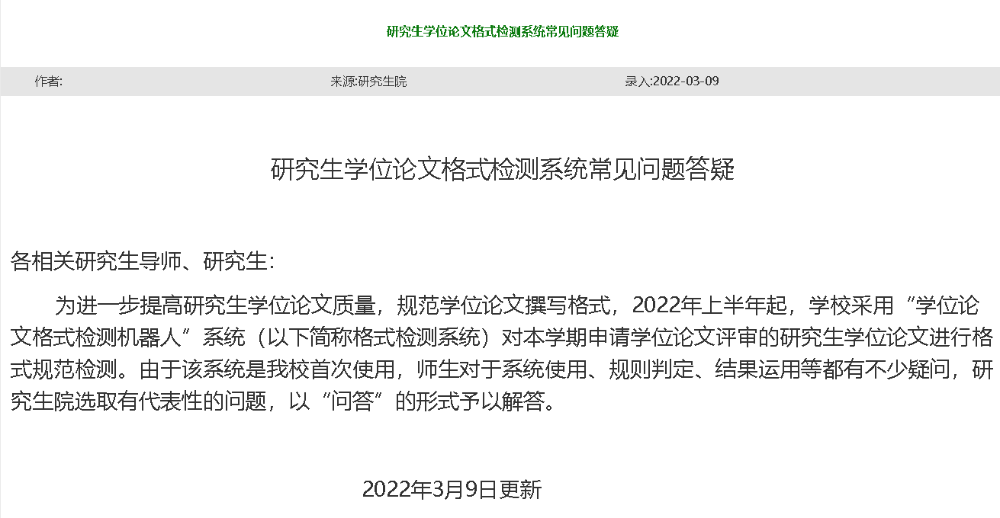 研究生学位论文格式检测系统常见问题答疑
作者: 来源:研究生院 录入:2022-03-09
研究生学位论文格式检测系统常见问题答疑
各相关研究生导师、研究生：
为进一步提高研究生学位论文质量，规范学位论文撰写格式，2022年上半年起，学校采用“学位论
文格式检测机器人”系统（以下简称格式检测系统）对本学期申请学位论文评审的研究生学位论文进行格
式规范检测。由于该系统是我校首次使用，师生对于系统使用、规则判定、结果运用等都有不少疑问，研
究生院选取有代表性的问题，以“问答”的形式予以解答。
2022年3月9日更新